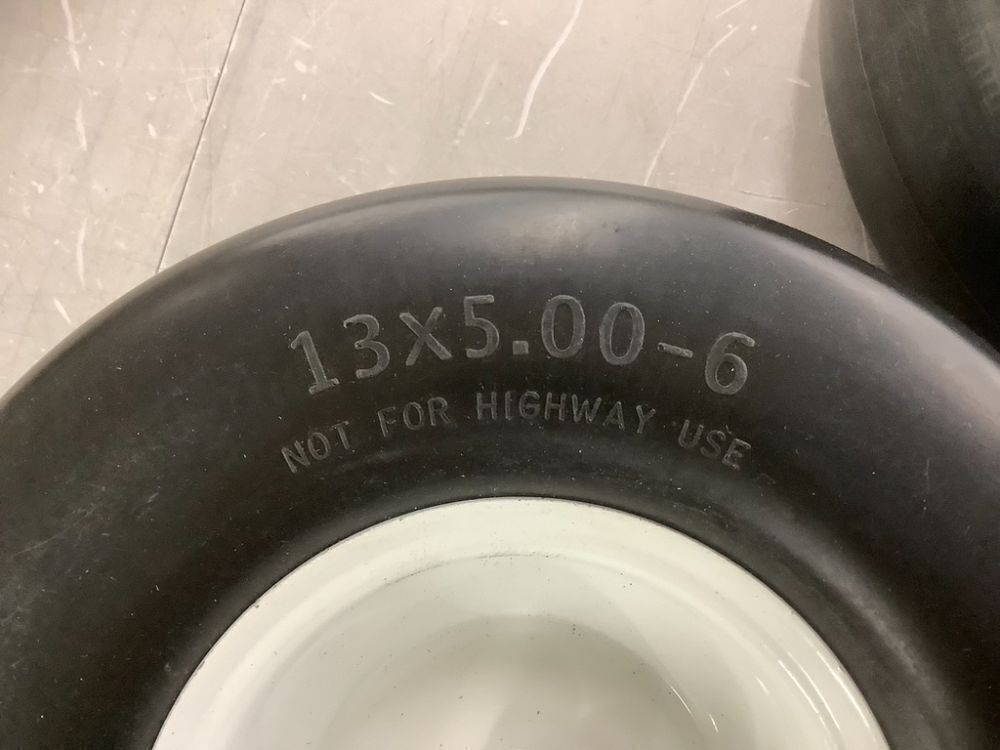 13x5.00-6
NOT FOR HIGHWAY USE